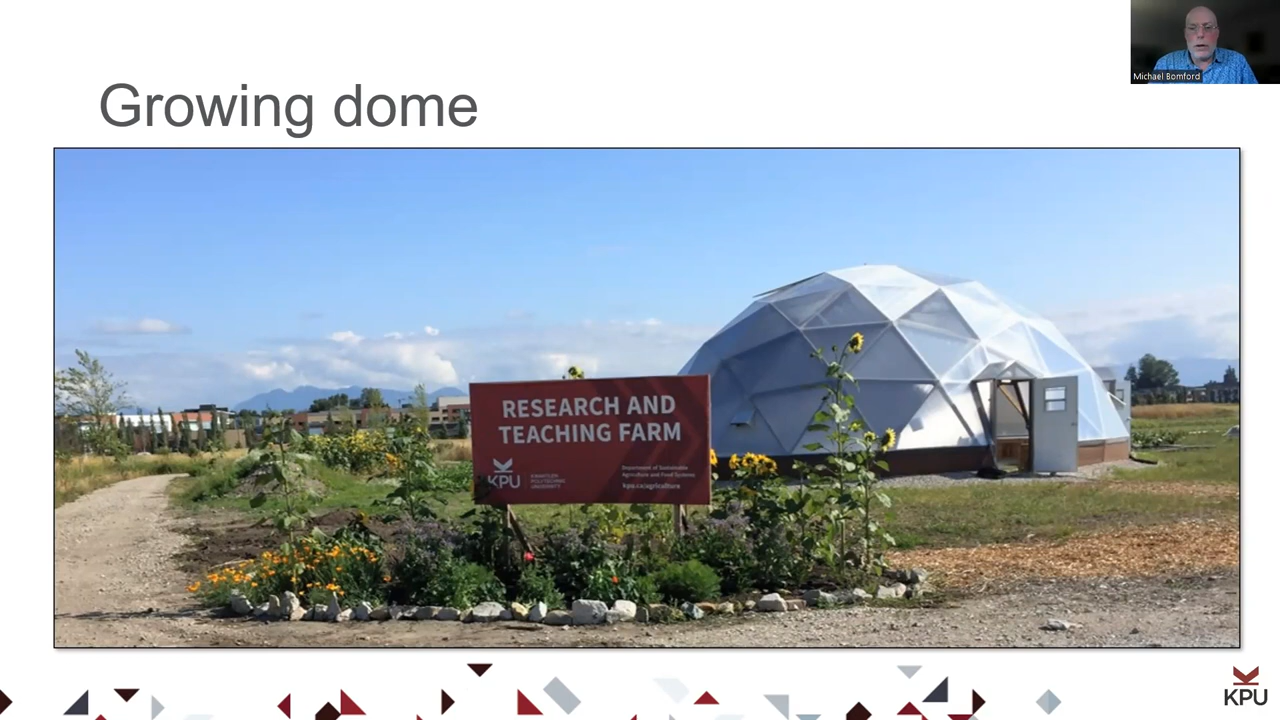 Michael Bomford
Growing dome
RESEARCH AND
TEACHING FARM
KPU
KWANTLEN
POLYTECHNIC
UNIVERSITY
Department of Sustainable
Agriculture and Food Systems
kpu.ca/agriculture
KPU